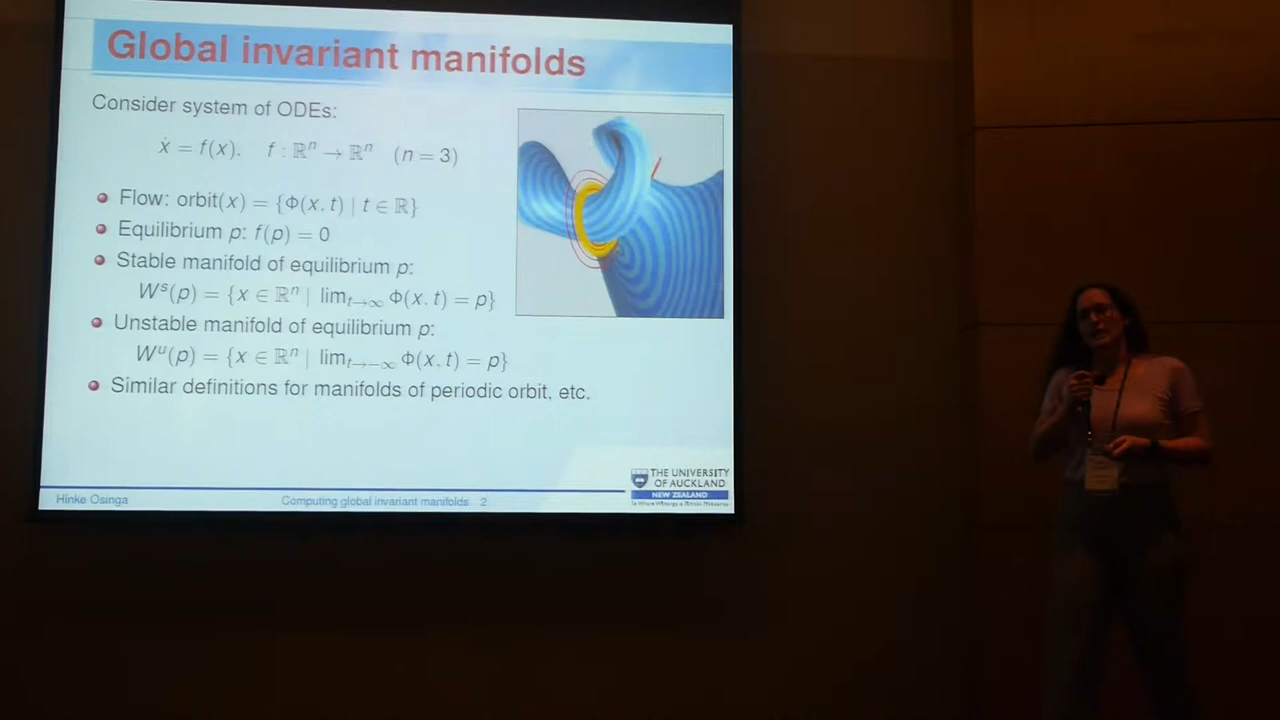 Global invariant manifolds
Consider system of ODEs:
ẋ = f(x). f : ℝⁿ → ℝⁿ (n = 3)
Flow: orbit(x) = {Φ(x, t) | t ∈ ℝ}
Equilibrium p: f(p) = 0
Stable manifold of equilibrium p:
Wˢ(p) = {x ∈ ℝⁿ | lim t→∞ Φ(x, t) = p}
Unstable manifold of equilibrium p:
Wᵘ(p) = {x ∈ ℝⁿ | lim t→−∞ Φ(x, t) = p}
Similar definitions for manifolds of periodic orbit, etc.
THE UNIVERSITY
OF AUCKLAND
NEW ZEALAND
Hinke Osinga
Computing global invariant manifolds 2